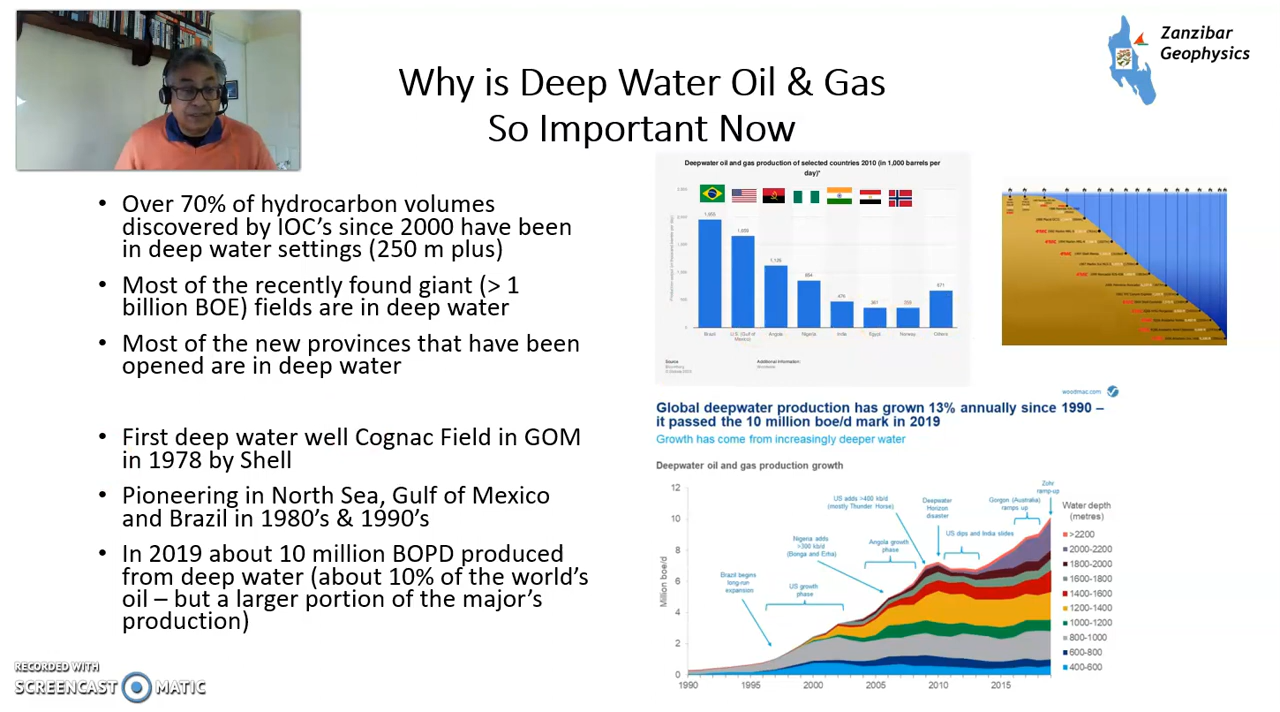 Zanzibar
Geophysics
Why is Deep Water Oil & Gas
So Important Now
• Over 70% of hydrocarbon volumes
discovered by IOC's since 2000 have been
in deep water settings (250 m plus)
• Most of the recently found giant (> 1
billion BOE) fields are in deep water
• Most of the new provinces that have been
opened are in deep water
• First deep water well Cognac Field in GOM
in 1978 by Shell
• Pioneering in North Sea, Gulf of Mexico
and Brazil in 1980's & 1990's
• In 2019 about 10 million BOPD produced
from deep water (about 10% of the world's
oil – but a larger portion of the major's
production)
Deepwater oil and gas production of selected countries 2010 (in 1,000 barrels per
day)*
Brazil
U.S. (Gulf of
Mexico)
Angola
Nigeria
India
Egypt
Norway
Others
Source
Additional Information:
woodmac.com
Global deepwater production has grown 13% annually since 1990 –
it passed the 10 million boe/d mark in 2019
Growth has come from increasingly deeper water
Deepwater oil and gas production growth
Million boe/d
12
10
8
6
4
2
0
1990
1995
2000
2005
2010
2015
Brazil begins
long-run
expansion
US growth
phase
Nigeria adds
>300 kb/d
(Bonga and Erha)
Angola growth
phase
US adds >400 kb/d
(mostly Thunder Horse)
Deepwater
Horizon
disaster
US dips and India slides
Gorgon (Australia)
ramps up
Zohr
ramp-up
Water depth
(metres)
>2200
2000-2200
1800-2000
1600-1800
1400-1600
1200-1400
1000-1200
800-1000
600-800
400-600
RECORDED WITH
SCREENCAST MATIC